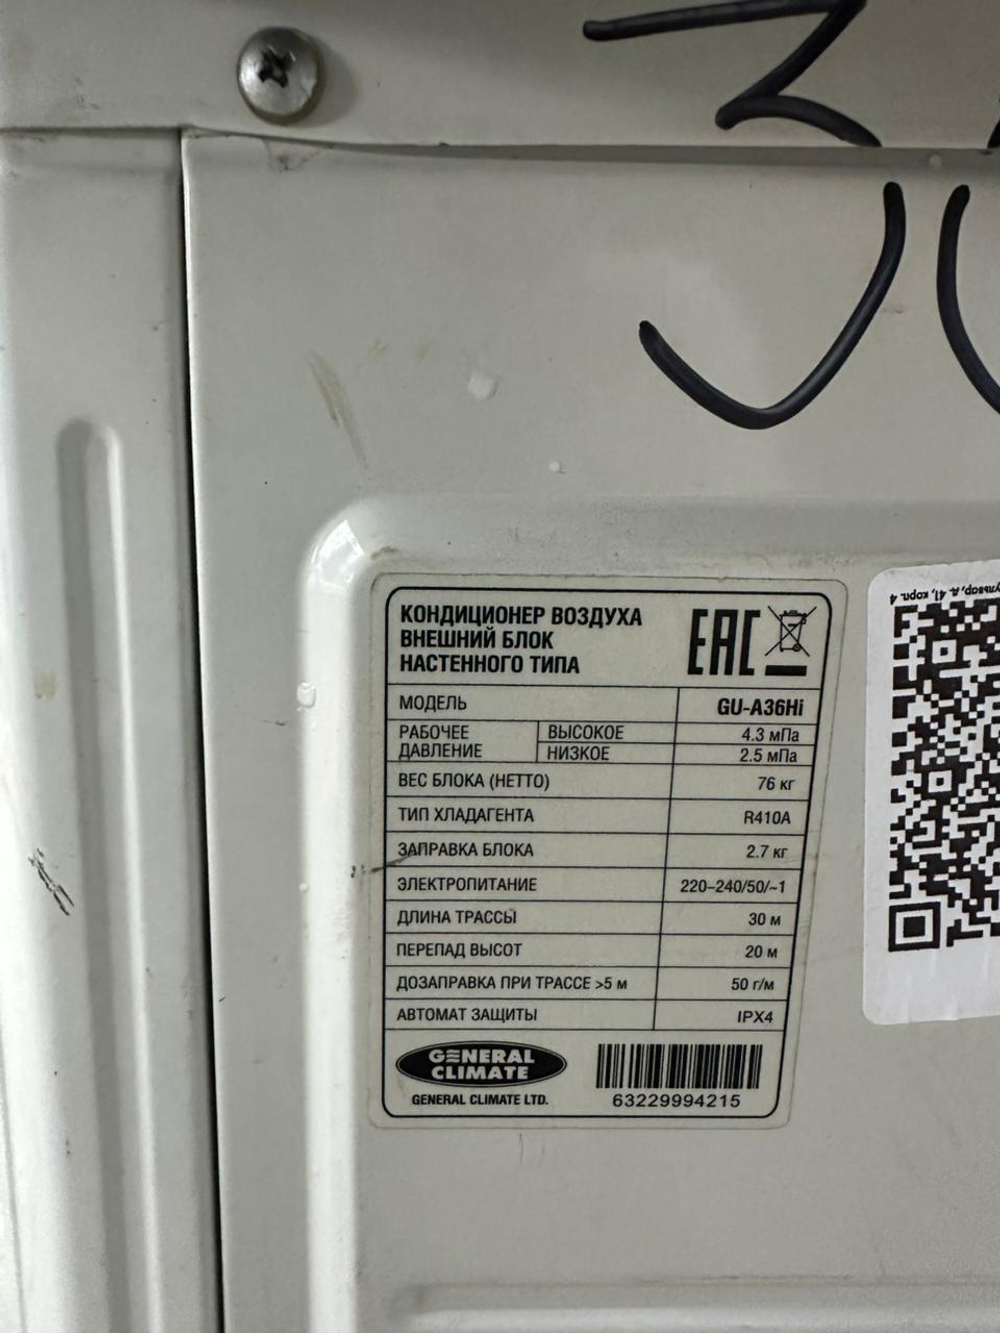 КОНДИЦИОНЕР ВОЗДУХА
ВНЕШНИЙ БЛОК
НАСТЕННОГО ТИПА
EAC
МОДЕЛЬ GU-A36Hi
РАБОЧЕЕ ДАВЛЕНИЕ ВЫСОКОЕ 4.3 мПа
НИЗКОЕ 2.5 мПа
ВЕС БЛОКА (НЕТТО) 76 кг
ТИП ХЛАДАГЕНТА R410A
ЗАПРАВКА БЛОКА 2.7 кг
ЭЛЕКТРОПИТАНИЕ 220–240/50/~1
ДЛИНА ТРАССЫ 30 м
ПЕРЕПАД ВЫСОТ 20 м
ДОЗАПРАВКА ПРИ ТРАССЕ >5 м 50 г/м
АВТОМАТ ЗАЩИТЫ IPX4
GENERAL
CLIMATE
GENERAL CLIMATE LTD.
63229994215
д. 41, корп. 4